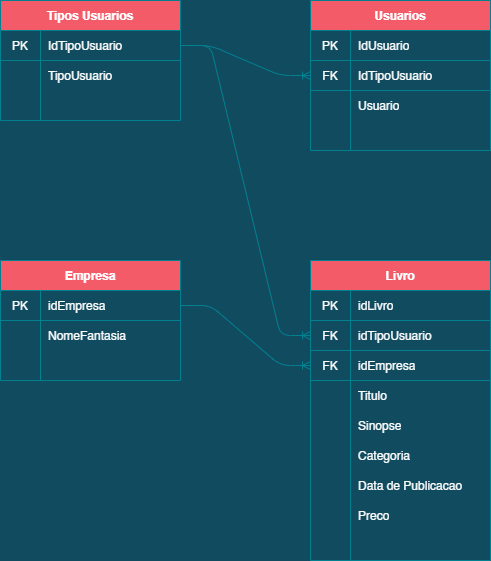 Tipos Usuarios
PK IdTipoUsuario
TipoUsuario
Usuarios
PK IdUsuario
FK IdTipoUsuario
Usuario
Empresa
PK idEmpresa
NomeFantasia
Livro
PK idLivro
FK idTipoUsuario
FK idEmpresa
Titulo
Sinopse
Categoria
Data de Publicacao
Preco